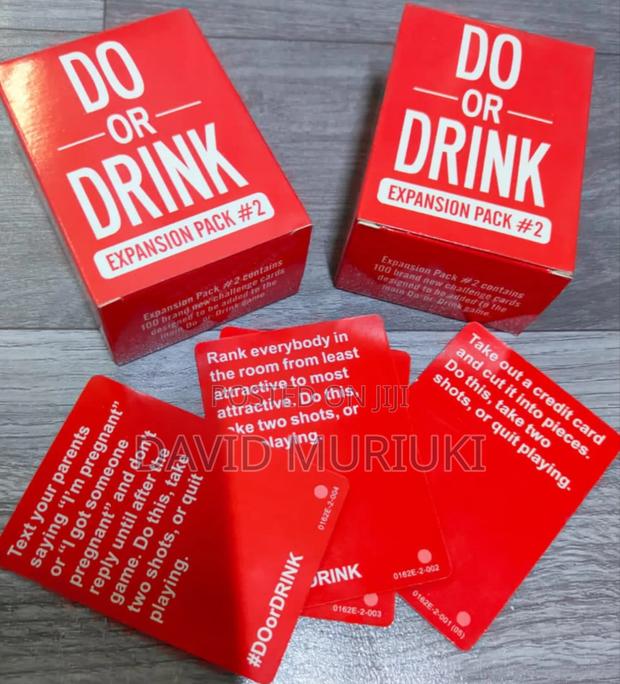 DO
OR
DRINK
EXPANSION PACK #2
Expansion Pack #2 contains
100 brand new challenge cards
designed to be added to the
main Do-or-Drink game
DO
OR
DRINK
EXPANSION PACK #2
Expansion Pack #2 contains
100 brand new challenge cards
designed to be added to the
main Do-or-Drink game
Rank everybody in
the room from least
attractive to most
attractive. Do this,
take two shots, or
playing.
DRINK
0162E-2-002
0162E-2-003
Take out a credit card
and cut it into pieces.
Do this, take two
shots, or quit playing.
0162E-2-001 (05)
Text your parents
saying "I'm pregnant"
or "I got someone
pregnant" and don't
reply until after the
game. Do this, take
two shots, or quit
playing.
#DOorDRINK
0162E-2-004
POSTED ON JIJI
DAVID MURIUKI